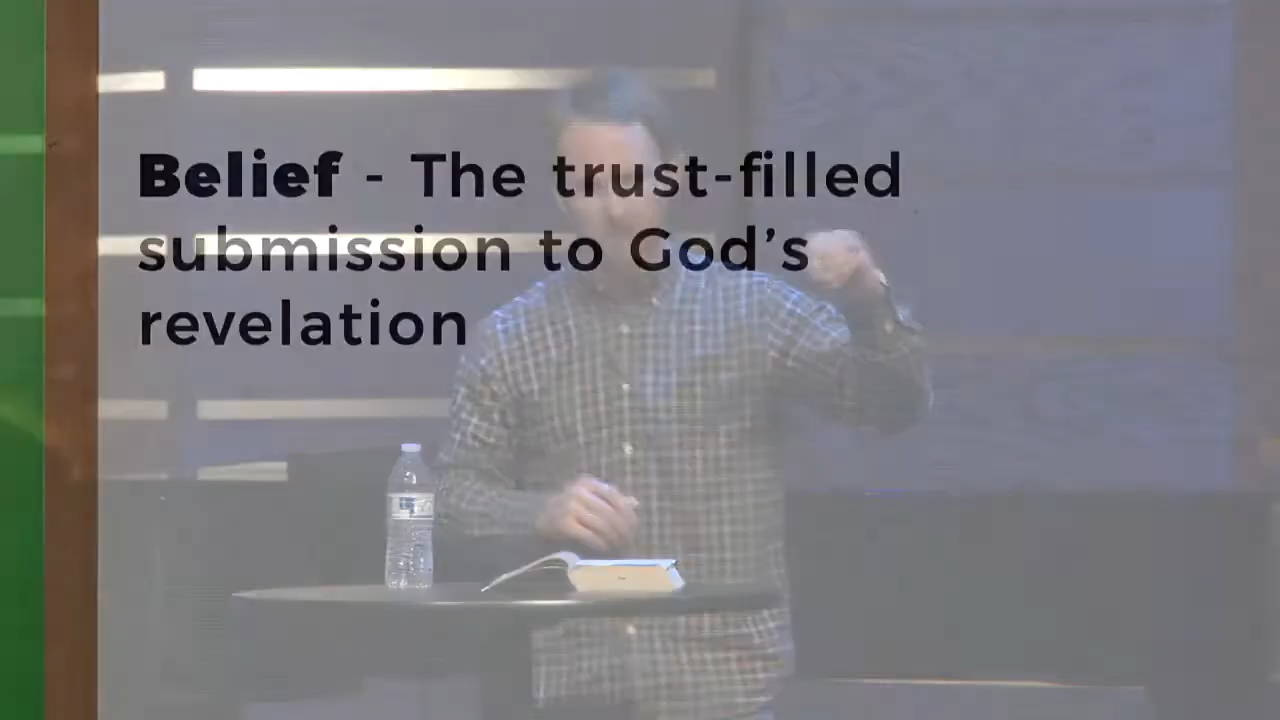 Belief - The trust-filled
submission to God’s
revelation